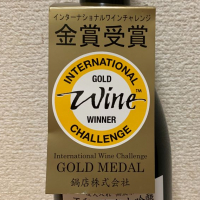 インターナショナルワインチャレンジ
金賞受賞
INTERNATIONAL
GOLD
Wine™
WINNER
CHALLENGE
International Wine Challenge
GOLD MEDAL
鍋店株式会社